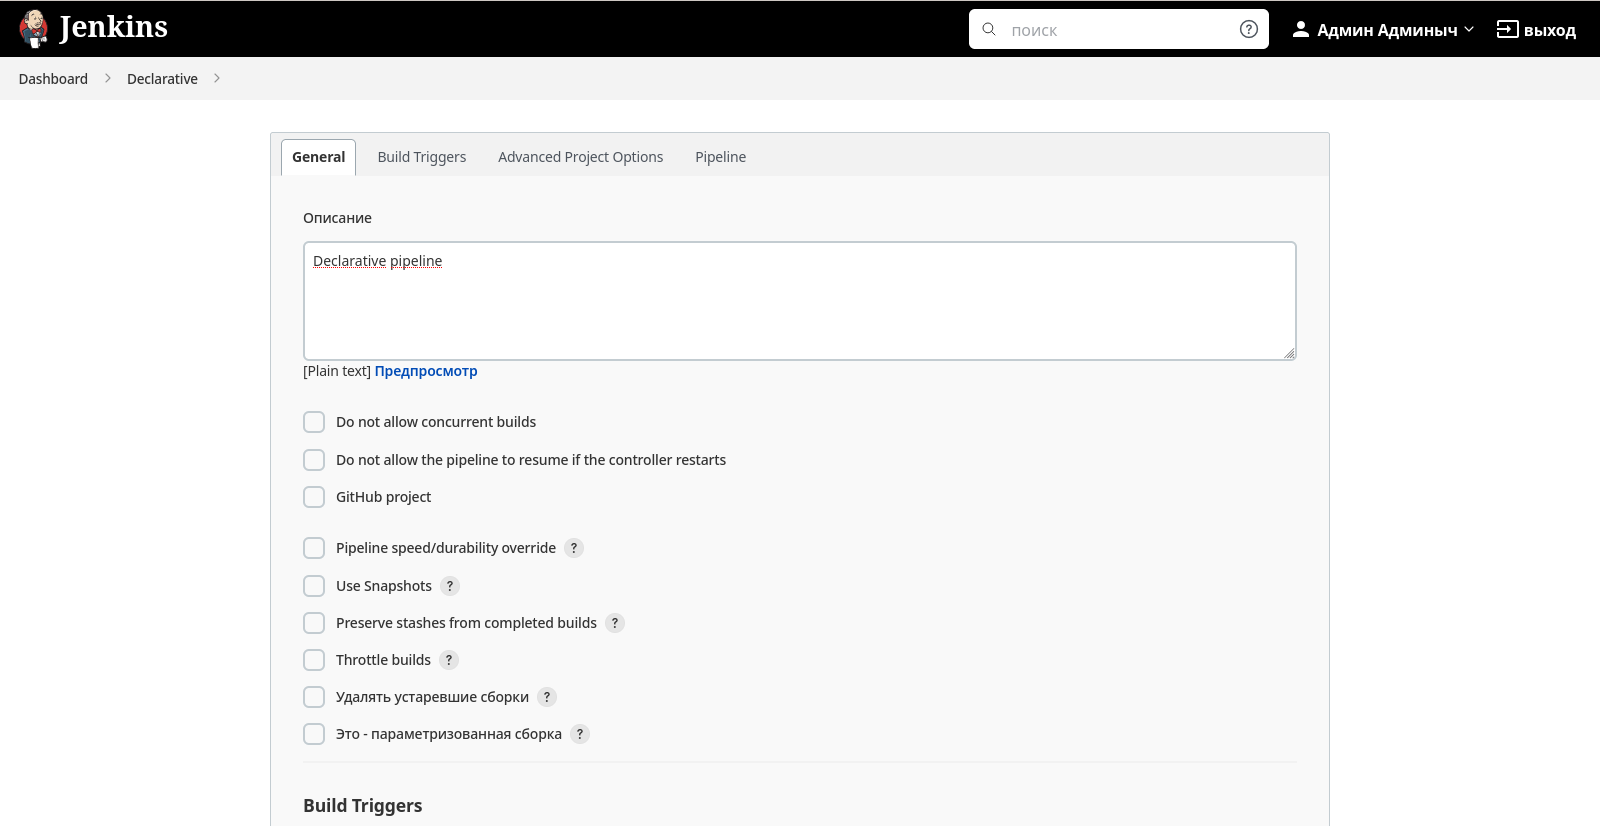 Jenkins
поиск
Админ Админыч
выход
Dashboard
Declarative
General
Build Triggers
Advanced Project Options
Pipeline
Описание
Declarative pipeline
[Plain text] Предпросмотр
Do not allow concurrent builds
Do not allow the pipeline to resume if the controller restarts
GitHub project
Pipeline speed/durability override ?
Use Snapshots ?
Preserve stashes from completed builds ?
Throttle builds ?
Удалять устаревшие сборки ?
Это - параметризованная сборка ?
Build Triggers